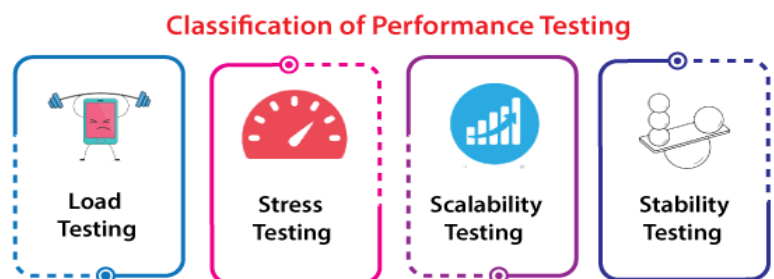 Classification of Performance Testing
Load
Testing
Stress
Testing
Scalability
Testing
Stability
Testing